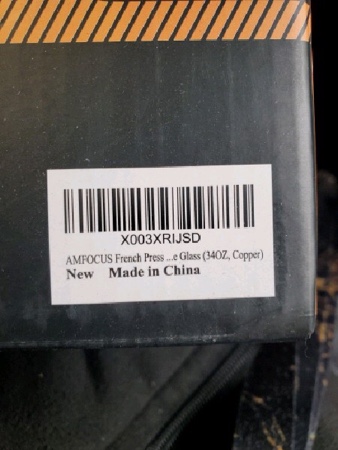 X003XRIJSD
AMFOCUS French Press ...e Glass (34OZ, Copper)
New Made in China